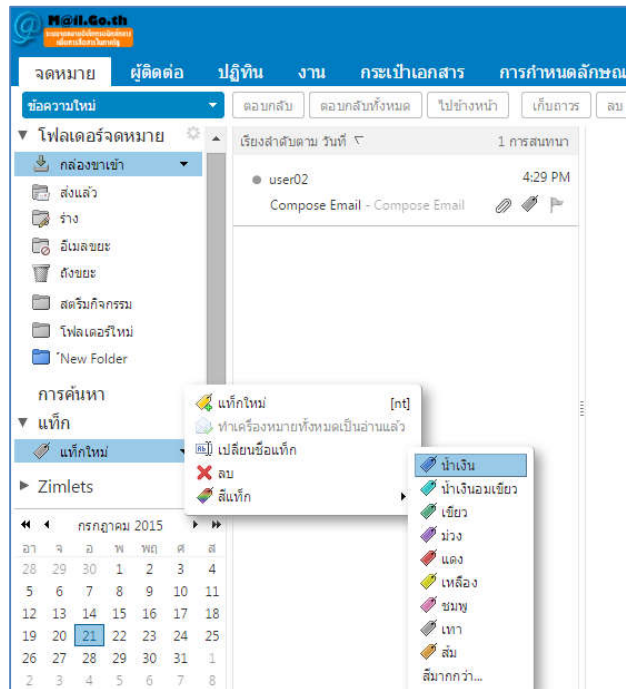 M@il.Go.th
จดหมาย ผู้ติดต่อ ปฏิทิน งาน กระเป๋าเอกสาร การกำหนดลักษณ
ข้อความใหม่ ตอบกลับ ตอบกลับทั้งหมด ไปข้างหน้า เก็บถาวร ลบ
โฟลเดอร์จดหมาย
กล่องขาเข้า
ส่งแล้ว
ร่าง
อีเมลขยะ
ถังขยะ
สตรีมกิจกรรม
โฟลเดอร์ใหม่
New Folder
การค้นหา
แท็ก
แท็กใหม่
Zimlets
เรียงลำดับตาม วันที่ 1 การสนทนา
user02 4:29 PM
Compose Email - Compose Email
แท็กใหม่ [nt]
ทำเครื่องหมายทั้งหมดเป็นอ่านแล้ว
เปลี่ยนชื่อแท็ก
ลบ
สีแท็ก
น้ำเงิน
น้ำเงินอมเขียว
เขียว
ม่วง
แดง
เหลือง
ชมพู
เทา
ส้ม
สีมากกว่า...
กรกฎาคม 2015
อา จ อ พ พฤ ศ ส
28 29 30 1 2 3 4
5 6 7 8 9 10 11
12 13 14 15 16 17 18
19 20 21 22 23 24 25
26 27 28 29 30 31 1
2 3 4 5 6 7 8